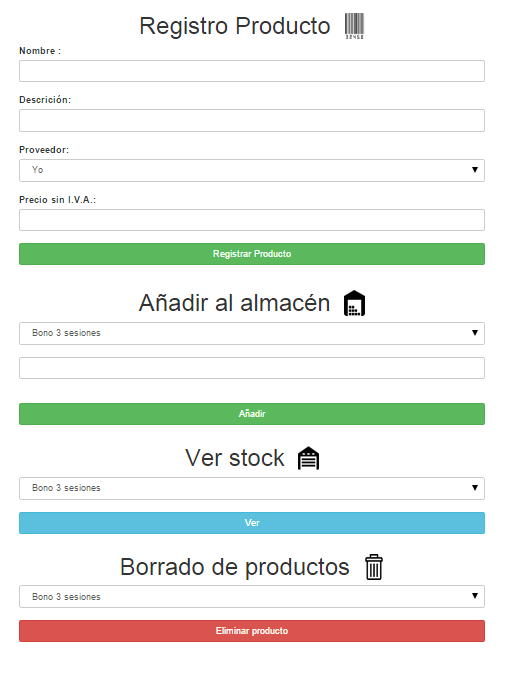 Registro Producto
32450
Nombre :
Descrición:
Proveedor:
Yo
Precio sin I.V.A.:
Registrar Producto
Añadir al almacén
Bono 3 sesiones
Añadir
Ver stock
Bono 3 sesiones
Ver
Borrado de productos
Bono 3 sesiones
Eliminar producto